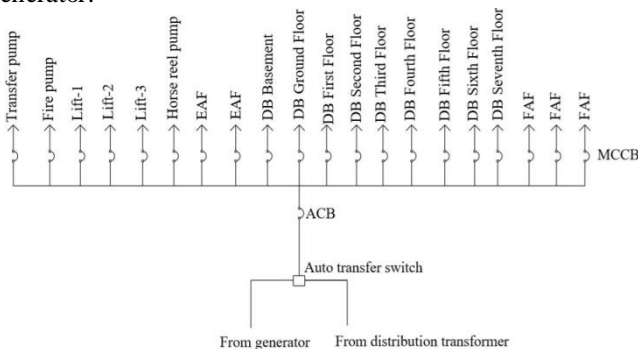 enerator.
Transfer pump
Fire pump
Lift-1
Lift-2
Lift-3
Horse reel pump
EAF
EAF
DB Basement
DB Ground Floor
DB First Floor
DB Second Floor
DB Third Floor
DB Fourth Floor
DB Fifth Floor
DB Sixth Floor
DB Seventh Floor
FAF
FAF
FAF
MCCB
ACB
Auto transfer switch
From generator
From distribution transformer